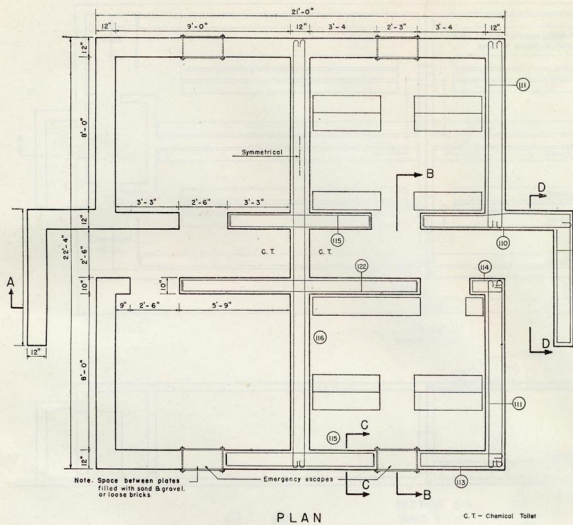 21'-0"
12" 9'-0" 12" 3'-4 2'-3" 3'-4 12"
12"
111
8'-0"
Symmetrical
B
D
3'-3" 2'-6" 3'-3"
12"
115
110
22'-4"
A
2'-6"
C. T. C. T.
122
114
10" 10"
9" 2'-6" 5'-9"
12"
D
116
8'-0"
111
115 C
12"
Note. Space between plates
filled with sand & gravel.
or loose bricks
Emergency escapes
C B
113
PLAN
C. T. - Chemical Toilet